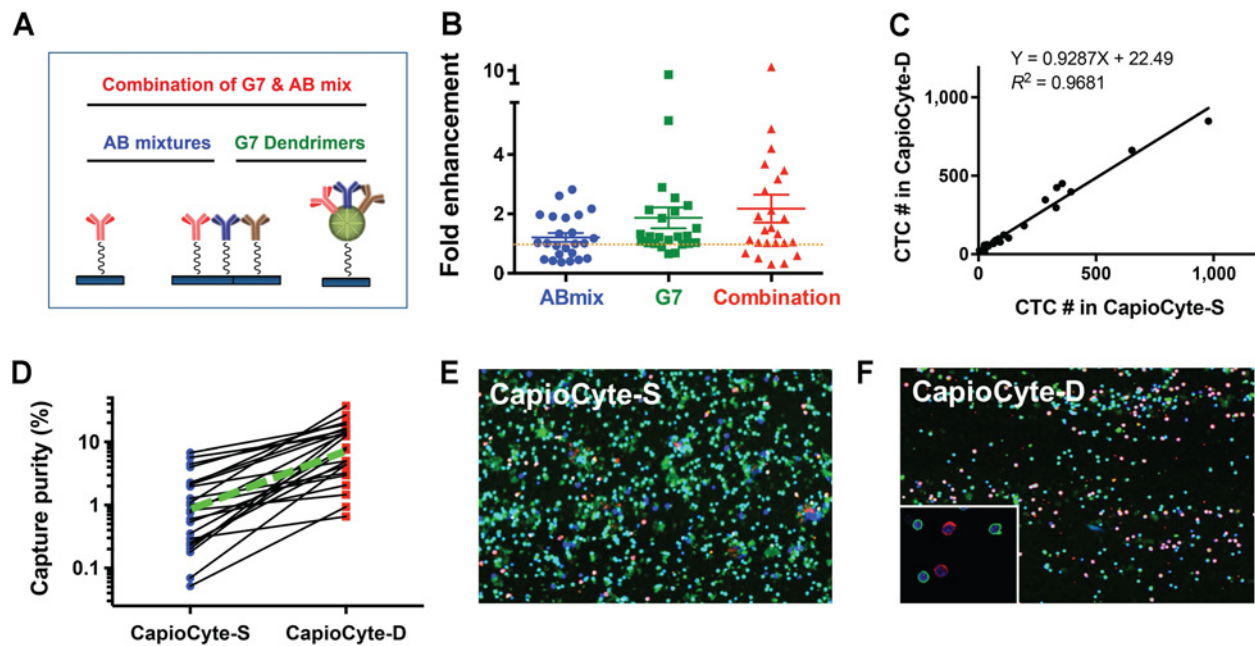 A
Combination of G7 & AB mix
AB mixtures
G7 Dendrimers
B
Fold enhancement
10
4
2
0
ABmix
G7
Combination
C
Y = 0.9287X + 22.49
R² = 0.9681
CTC # in CapioCyte-D
1,000
500
0
0
500
1,000
CTC # in CapioCyte-S
D
Capture purity (%)
10
1
0.1
CapioCyte-S
CapioCyte-D
E
CapioCyte-S
F
CapioCyte-D